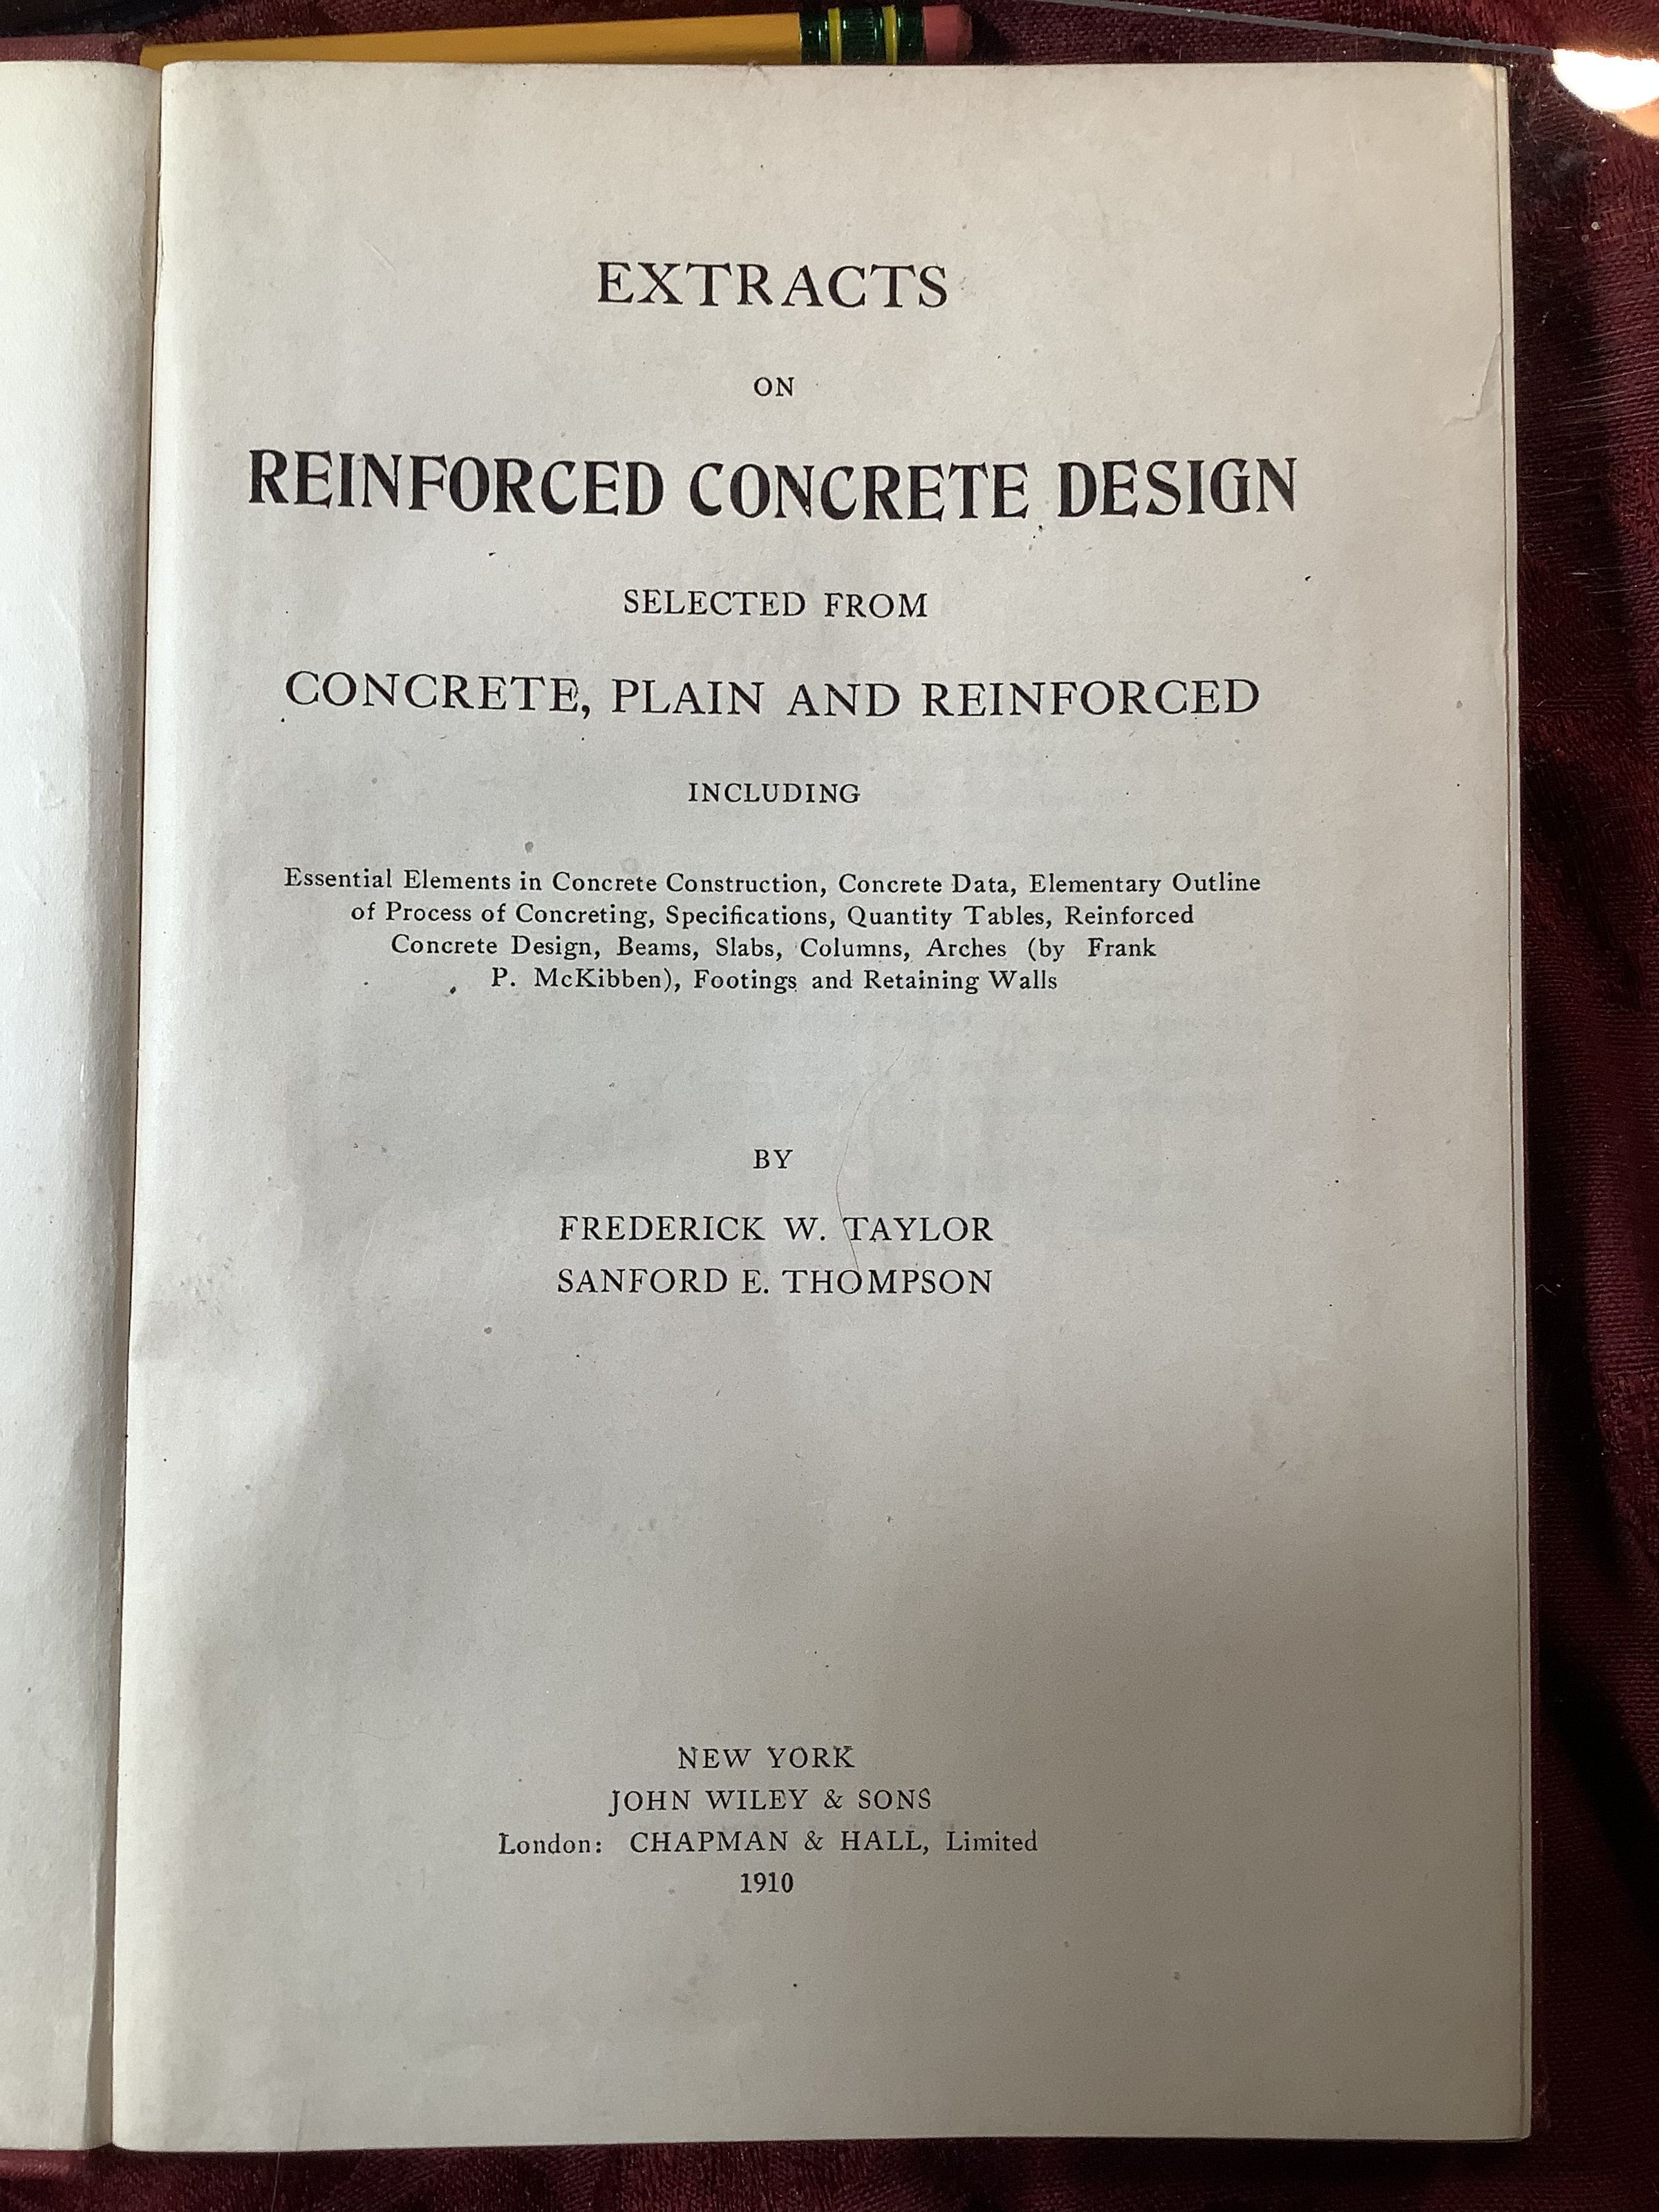 EXTRACTS
ON
REINFORCED CONCRETE DESIGN
SELECTED FROM
CONCRETE, PLAIN AND REINFORCED
INCLUDING
Essential Elements in Concrete Construction, Concrete Data, Elementary Outline
of Process of Concreting, Specifications, Quantity Tables, Reinforced
Concrete Design, Beams, Slabs, Columns, Arches (by Frank
P. McKibben), Footings and Retaining Walls
BY
FREDERICK W. TAYLOR
SANFORD E. THOMPSON
NEW YORK
JOHN WILEY & SONS
London: CHAPMAN & HALL, Limited
1910